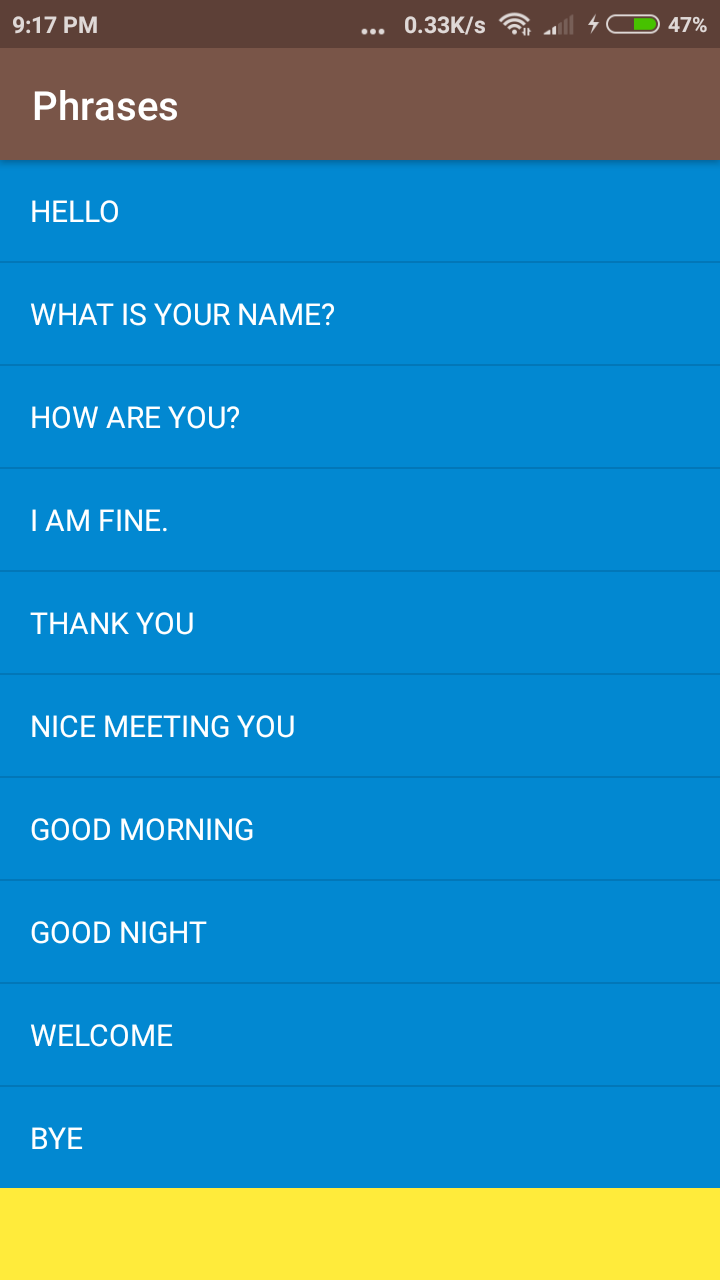 9:17 PM ... 0.33K/s 47%
Phrases
HELLO
WHAT IS YOUR NAME?
HOW ARE YOU?
I AM FINE.
THANK YOU
NICE MEETING YOU
GOOD MORNING
GOOD NIGHT
WELCOME
BYE